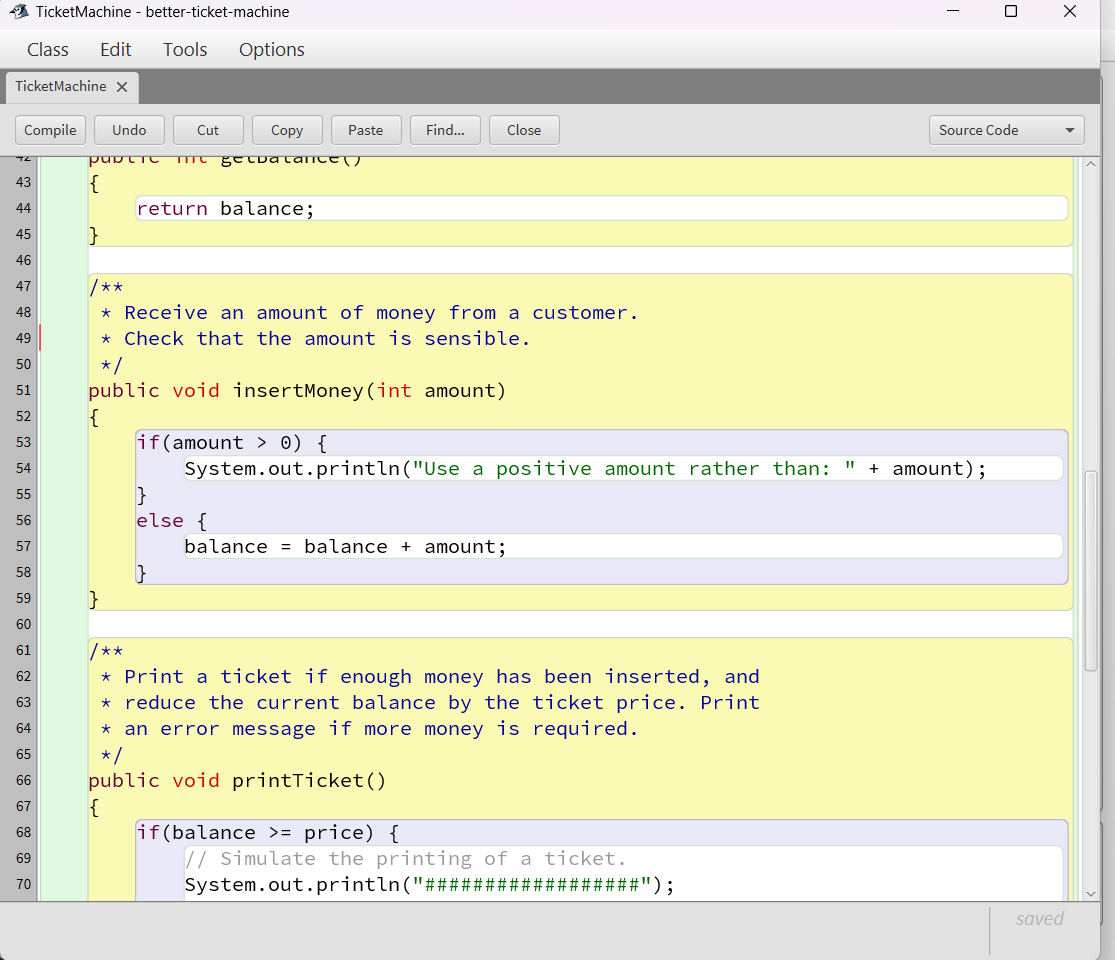 TicketMachine - better-ticket-machine
Class Edit Tools Options
TicketMachine
Compile Undo Cut Copy Paste Find... Close Source Code
42 public int getBalance()
43 {
44 return balance;
45 }
46
47 /**
48 * Receive an amount of money from a customer.
49 * Check that the amount is sensible.
50 */
51 public void insertMoney(int amount)
52 {
53 if(amount > 0) {
54 System.out.println("Use a positive amount rather than: " + amount);
55 }
56 else {
57 balance = balance + amount;
58 }
59 }
60
61 /**
62 * Print a ticket if enough money has been inserted, and
63 * reduce the current balance by the ticket price. Print
64 * an error message if more money is required.
65 */
66 public void printTicket()
67 {
68 if(balance >= price) {
69 // Simulate the printing of a ticket.
70 System.out.println("##################");
saved